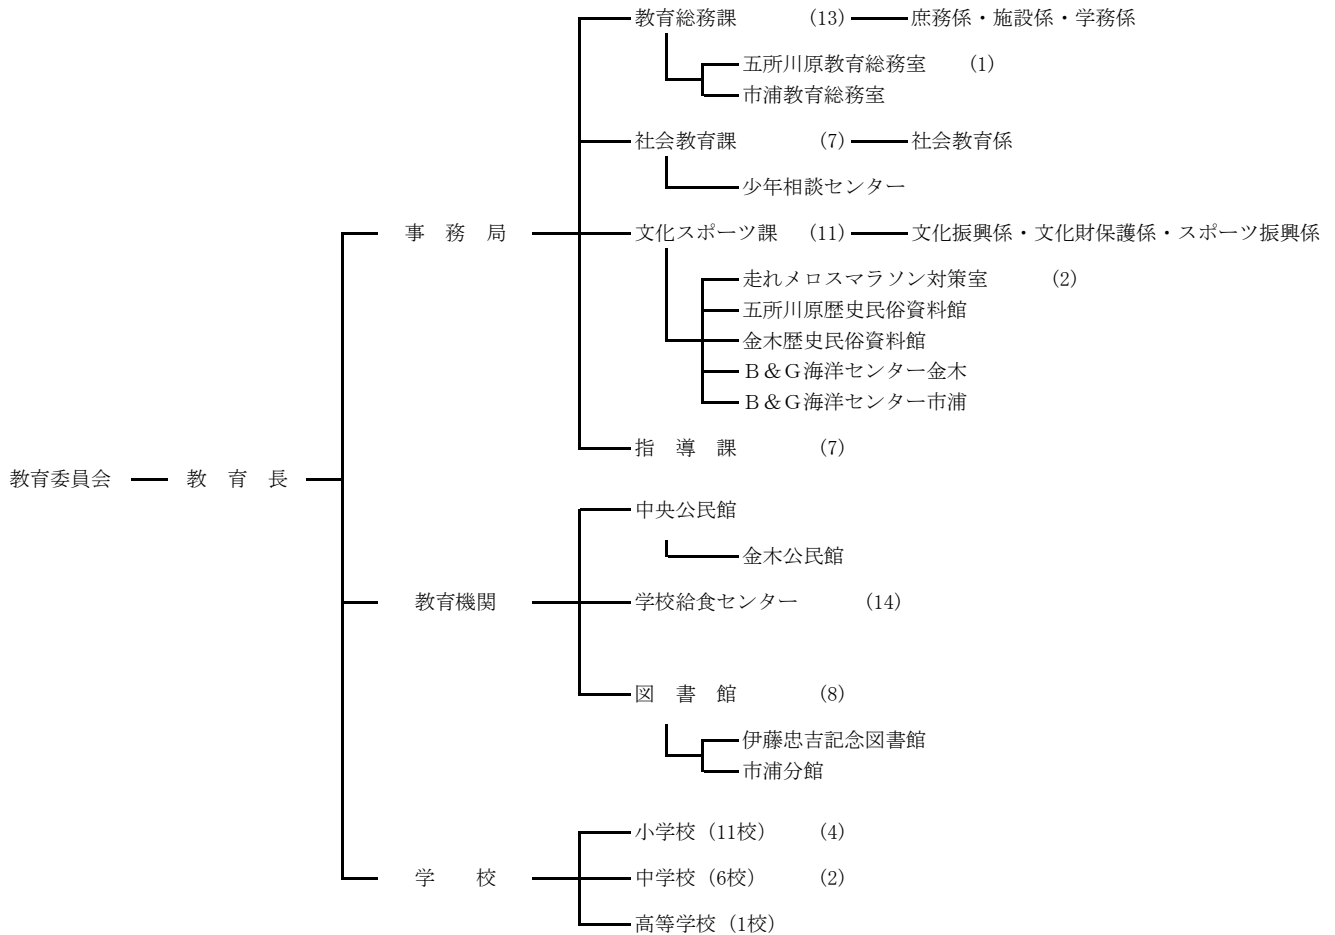 教育総務課 (13) 庶務係・施設係・学務係
五所川原教育総務室 (1)
市浦教育総務室
社会教育課 (7) 社会教育係
少年相談センター
事 務 局 文化スポーツ課 (11) 文化振興係・文化財保護係・スポーツ振興係
走れメロスマラソン対策室 (2)
五所川原歴史民俗資料館
金木歴史民俗資料館
Ｂ＆Ｇ海洋センター金木
Ｂ＆Ｇ海洋センター市浦
指 導 課 (7)
教育委員会 教 育 長
中央公民館
金木公民館
教育機関 学校給食センター (14)
図 書 館 (8)
伊藤忠吉記念図書館
市浦分館
小学校（11校） (4)
学 校 中学校（6校） (2)
高等学校（1校）